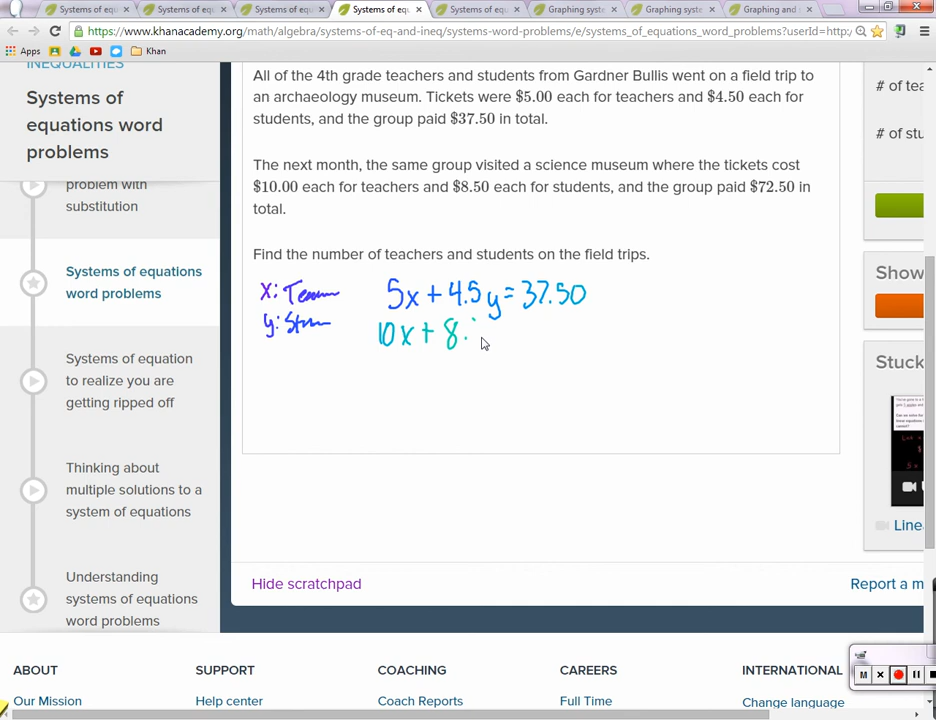 Systems of equ
Systems of equ
Systems of equ
Systems of equ
Systems of equ
Graphing syste
Graphing syste
Graphing and s
https://www.khanacademy.org/math/algebra/systems-of-eq-and-ineq/systems-word-problems/e/systems_of_equations_word_problems?userId=http:/
Apps
Khan
INEQUALITIES
Systems of
equations word
problems
problem with
substitution
Systems of equations
word problems
Systems of equation
to realize you are
getting ripped off
Thinking about
multiple solutions to a
system of equations
Understanding
systems of equations
word problems
All of the 4th grade teachers and students from Gardner Bullis went on a field trip to
an archaeology museum. Tickets were $5.00 each for teachers and $4.50 each for
students, and the group paid $37.50 in total.
The next month, the same group visited a science museum where the tickets cost
$10.00 each for teachers and $8.50 each for students, and the group paid $72.50 in
total.
Find the number of teachers and students on the field trips.
x:
y:
5x + 4.5y = 37.50
10x + 8.
# of tea
# of stu
Show
Stuck
Line
Hide scratchpad
Report a m
ABOUT
Our Mission
SUPPORT
Help center
COACHING
Coach Reports
CAREERS
Full Time
INTERNATIONAL
Change language
M